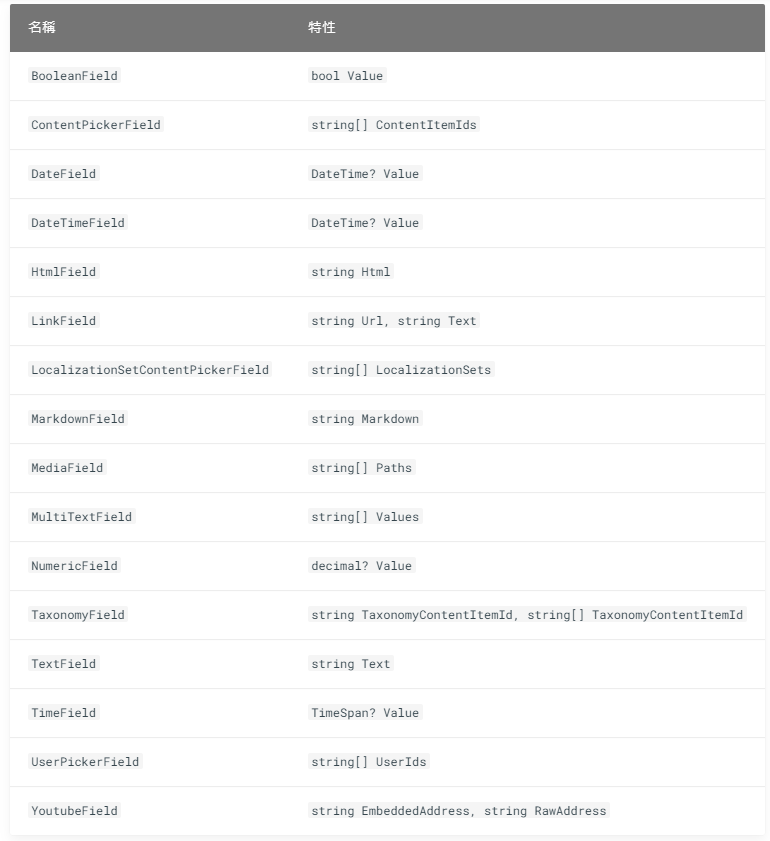 名稱 特性
BooleanField bool Value
ContentPickerField string[] ContentItemIds
DateField DateTime? Value
DateTimeField DateTime? Value
HtmlField string Html
LinkField string Url, string Text
LocalizationSetContentPickerField string[] LocalizationSets
MarkdownField string Markdown
MediaField string[] Paths
MultiTextField string[] Values
NumericField decimal? Value
TaxonomyField string TaxonomyContentItemId, string[] TaxonomyContentItemId
TextField string Text
TimeField TimeSpan? Value
UserPickerField string[] UserIds
YoutubeField string EmbeddedAddress, string RawAddress